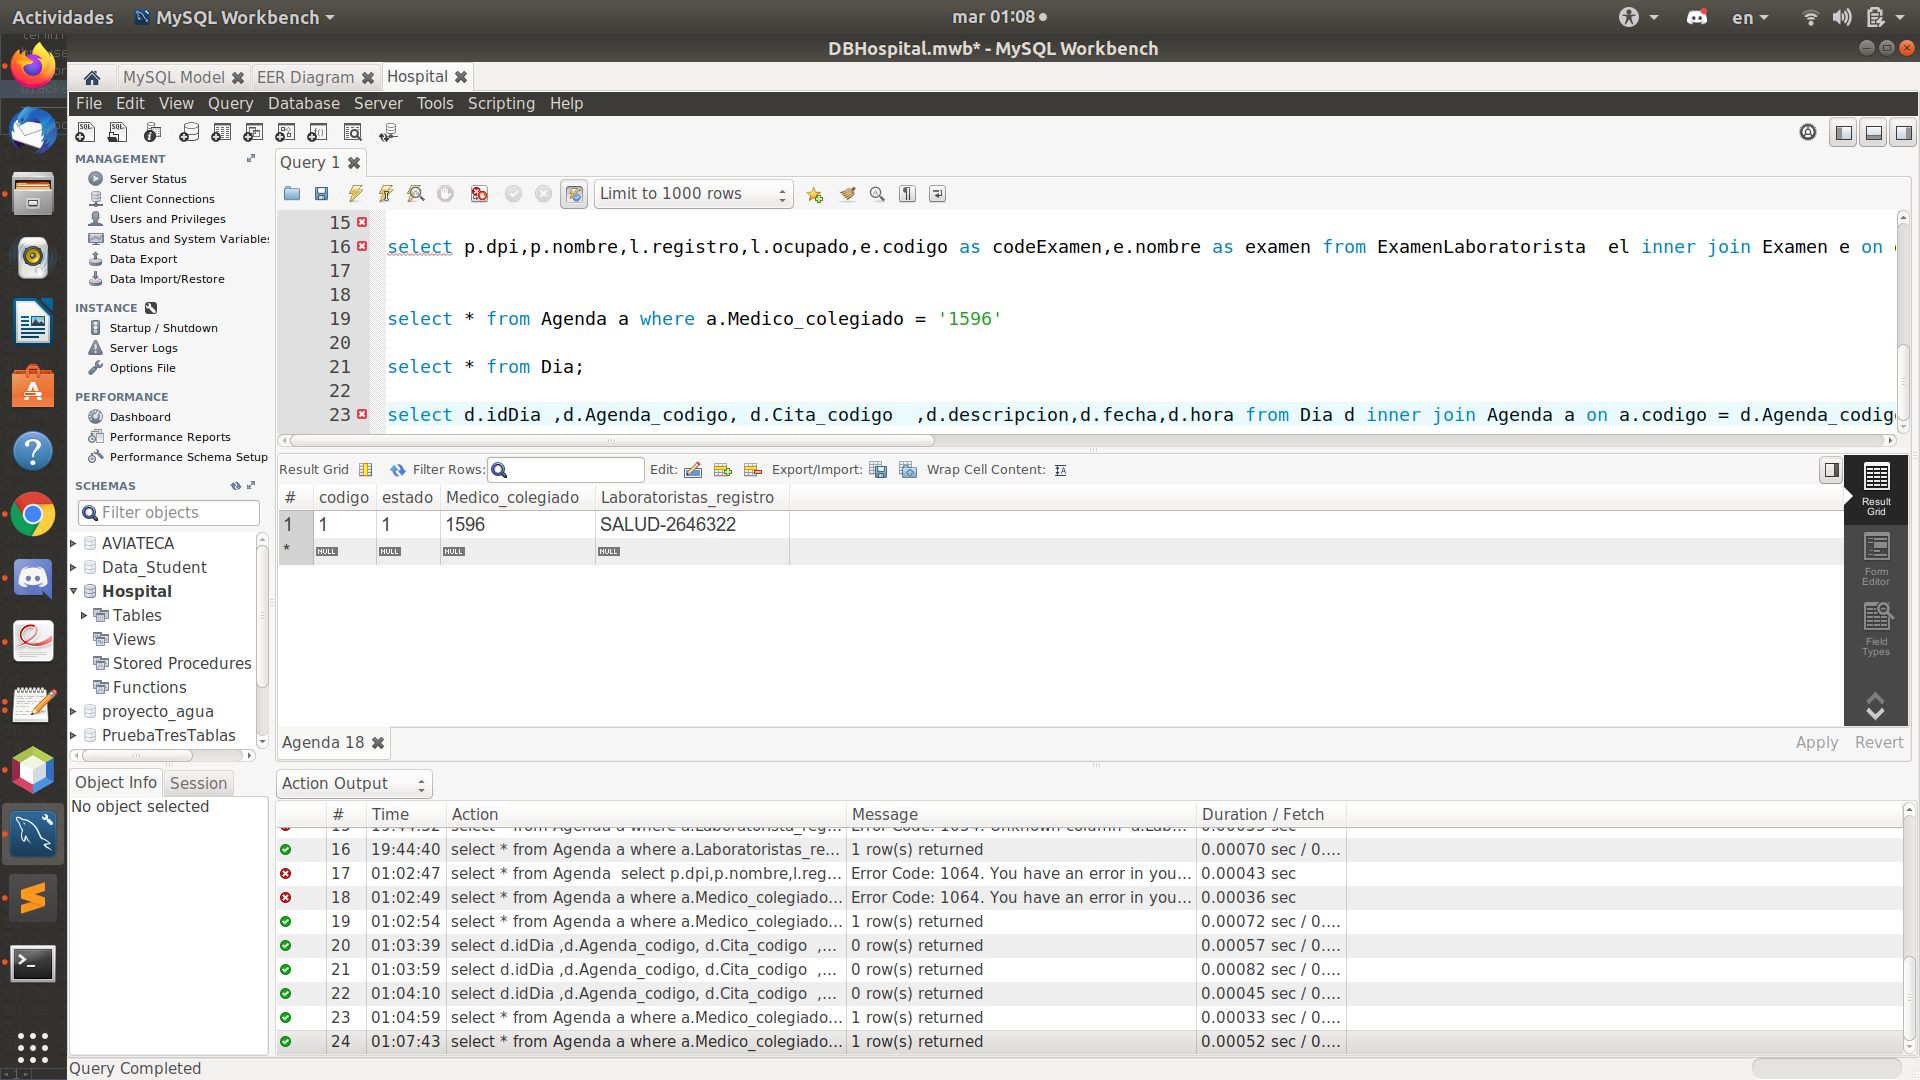 Actividades MySQL Workbench mar 01:08 en
DBHospital.mwb* - MySQL Workbench
MySQL Model EER Diagram Hospital
File Edit View Query Database Server Tools Scripting Help
MANAGEMENT
Server Status
Client Connections
Users and Privileges
Status and System Variables
Data Export
Data Import/Restore
INSTANCE
Startup / Shutdown
Server Logs
Options File
PERFORMANCE
Dashboard
Performance Reports
Performance Schema Setup
SCHEMAS
Filter objects
AVIATECA
Data_Student
Hospital
Tables
Views
Stored Procedures
Functions
proyecto_agua
PruebaTresTablas
Object Info Session
No object selected
Query 1
Limit to 1000 rows
15
16 select p.dpi,p.nombre,l.registro,l.ocupado,e.codigo as codeExamen,e.nombre as examen from ExamenLaboratorista  el inner join Examen e on
17
18
19 select * from Agenda a where a.Medico_colegiado = '1596'
20
21 select * from Dia;
22
23 select d.idDia ,d.Agenda_codigo, d.Cita_codigo  ,d.descripcion,d.fecha,d.hora from Dia d inner join Agenda a on a.codigo = d.Agenda_codig
Result Grid Filter Rows: Edit: Export/Import: Wrap Cell Content:
# codigo estado Medico_colegiado Laboratoristas_registro
1 1 1 1596 SALUD-2646322
* NULL NULL NULL NULL
Result Grid
Form Editor
Field Types
Agenda 18 Apply Revert
Action Output
# Time Action Message Duration / Fetch
16 19:44:40 select * from Agenda a where a.Laboratoristas_re... 1 row(s) returned 0.00070 sec / 0....
17 01:02:47 select * from Agenda  select p.dpi,p.nombre,l.reg... Error Code: 1064. You have an error in you... 0.00043 sec
18 01:02:49 select * from Agenda a where a.Medico_colegiado... Error Code: 1064. You have an error in you... 0.00036 sec
19 01:02:54 select * from Agenda a where a.Medico_colegiado... 1 row(s) returned 0.00072 sec / 0....
20 01:03:39 select d.idDia ,d.Agenda_codigo, d.Cita_codigo  ,... 0 row(s) returned 0.00057 sec / 0....
21 01:03:59 select d.idDia ,d.Agenda_codigo, d.Cita_codigo  ,... 0 row(s) returned 0.00082 sec / 0....
22 01:04:10 select d.idDia ,d.Agenda_codigo, d.Cita_codigo  ,... 0 row(s) returned 0.00045 sec / 0....
23 01:04:59 select * from Agenda a where a.Medico_colegiado... 1 row(s) returned 0.00033 sec / 0....
24 01:07:43 select * from Agenda a where a.Medico_colegiado... 1 row(s) returned 0.00052 sec / 0....
Query Completed